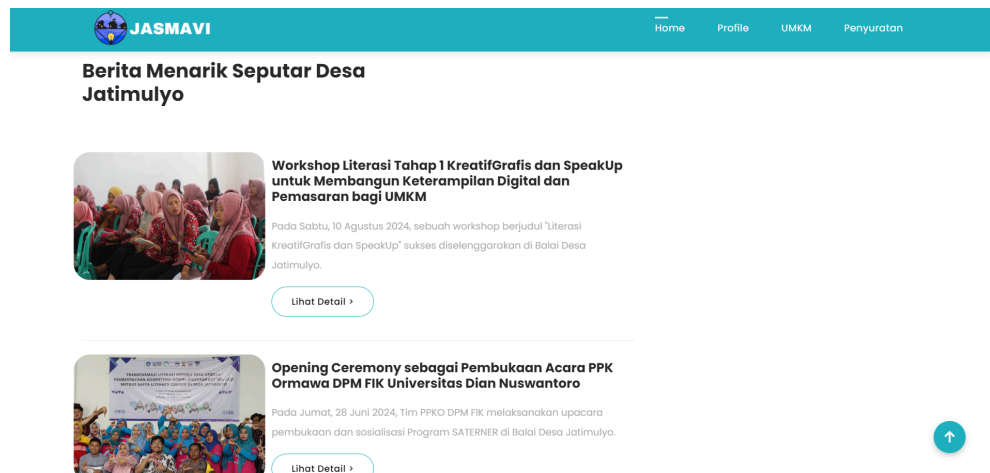 JASMAVI
Home
Profile
UMKM
Penyuratan
Berita Menarik Seputar Desa
Jatimulyo
Workshop Literasi Tahap 1 KreatifGrafis dan SpeakUp
untuk Membangun Keterampilan Digital dan
Pemasaran bagi UMKM
Pada Sabtu, 10 Agustus 2024, sebuah workshop berjudul "Literasi
KreatifGrafis dan SpeakUp" sukses diselenggarakan di Balai Desa
Jatimulyo.
Lihat Detail >
Opening Ceremony sebagai Pembukaan Acara PPK
Ormawa DPM FIK Universitas Dian Nuswantoro
Pada Jumat, 28 Juni 2024, Tim PPKO DPM FIK melaksanakan upacara
pembukaan dan sosialisasi Program SATERNER di Balai Desa Jatimulyo.
Lihat Detail >